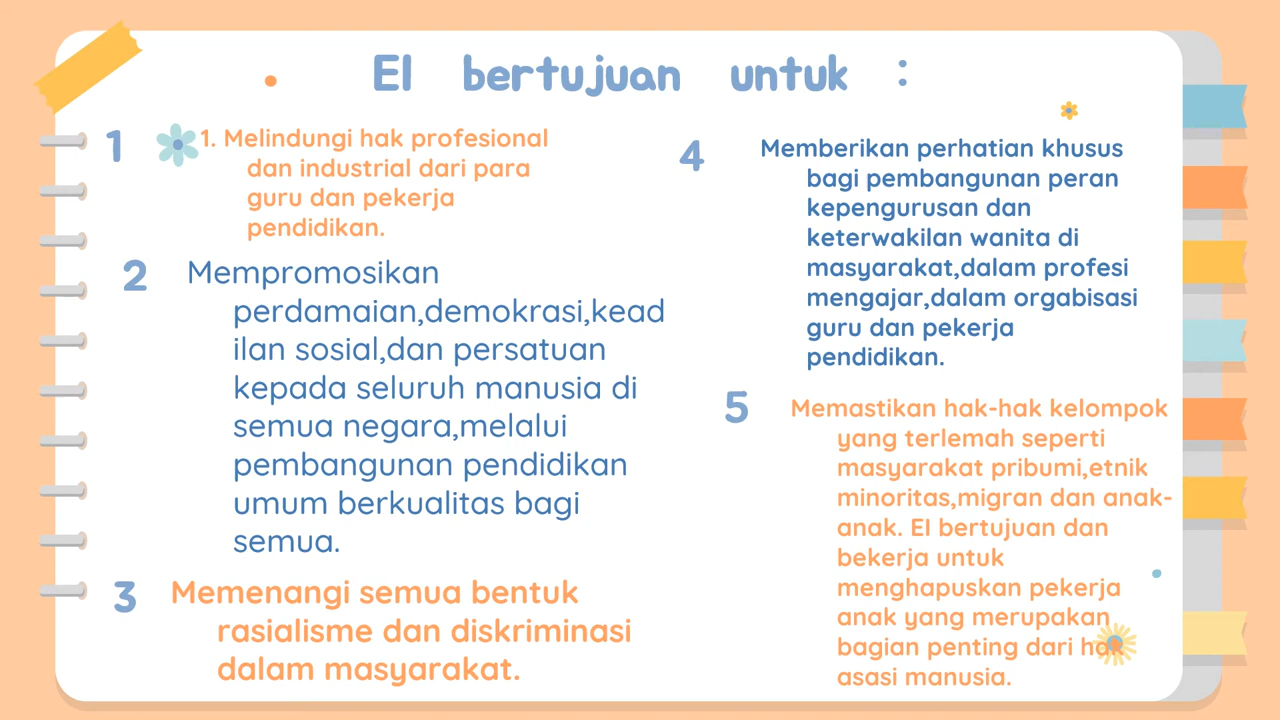 EI bertujuan untuk :
1
1. Melindungi hak profesional
dan industrial dari para
guru dan pekerja
pendidikan.
2
Mempromosikan
perdamaian,demokrasi,kead
ilan sosial,dan persatuan
kepada seluruh manusia di
semua negara,melalui
pembangunan pendidikan
umum berkualitas bagi
semua.
3
Memenangi semua bentuk
rasialisme dan diskriminasi
dalam masyarakat.
4
Memberikan perhatian khusus
bagi pembangunan peran
kepengurusan dan
keterwakilan wanita di
masyarakat,dalam profesi
mengajar,dalam orgabisasi
guru dan pekerja
pendidikan.
5
Memastikan hak-hak kelompok
yang terlemah seperti
masyarakat pribumi,etnik
minoritas,migran dan anak-
anak. EI bertujuan dan
bekerja untuk
menghapuskan pekerja
anak yang merupakan
bagian penting dari hak
asasi manusia.